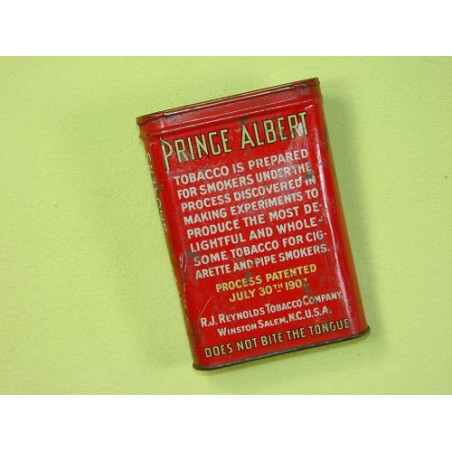 PRINCE ALBERT
TOBACCO IS PREPARED
FOR SMOKERS UNDER THE
PROCESS DISCOVERED IN
MAKING EXPERIMENTS TO
PRODUCE THE MOST DE-
LIGHTFUL AND WHOLE-
SOME TOBACCO FOR CIG-
ARETTE AND PIPE SMOKERS.
PROCESS PATENTED
JULY 30TH 1907
R.J. REYNOLDS TOBACCO COMPANY
WINSTON SALEM, N.C. U.S.A.
DOES NOT BITE THE TONGUE